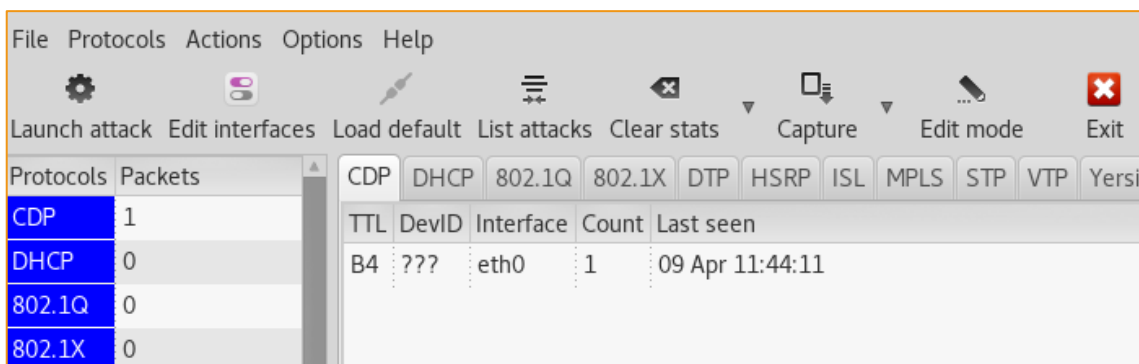 File Protocols Actions Options Help
Launch attack Edit interfaces Load default List attacks Clear stats Capture Edit mode Exit
Protocols Packets
CDP DHCP 802.1Q 802.1X DTP HSRP ISL MPLS STP VTP Yersi
CDP 1
TTL DevID Interface Count Last seen
DHCP 0
B4 ??? eth0 1 09 Apr 11:44:11
802.1Q 0
802.1X 0